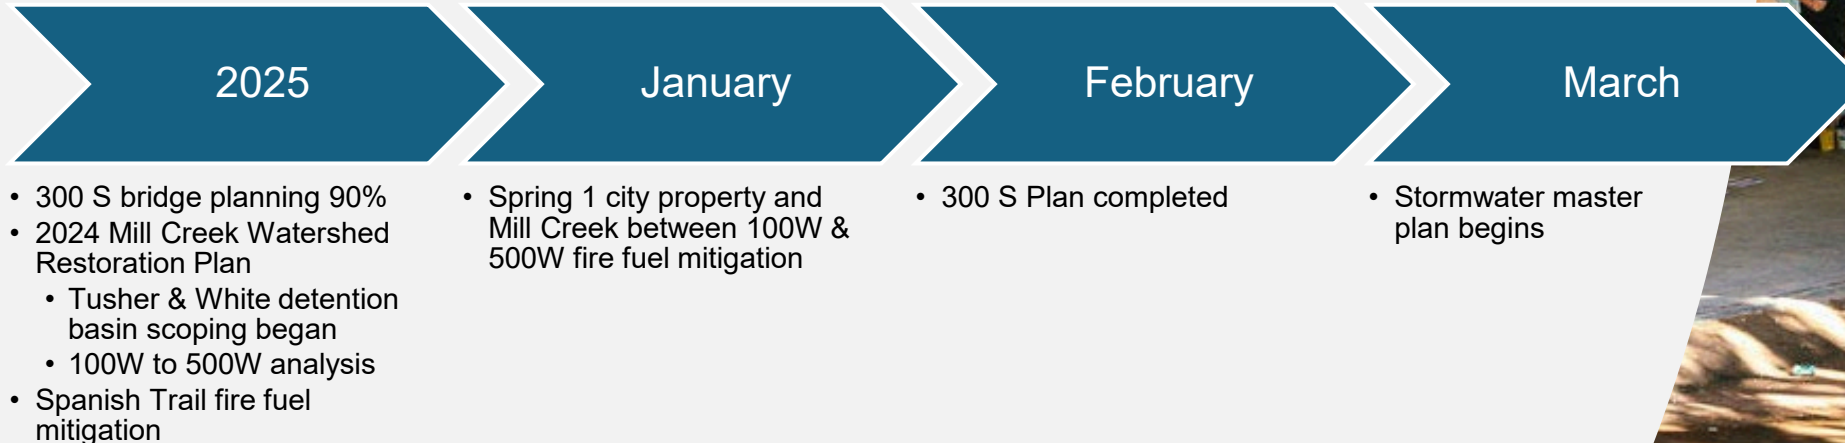 2025
• 300 S bridge planning 90%
• 2024 Mill Creek Watershed
Restoration Plan
• Tusher & White detention
basin scoping began
• 100W to 500W analysis
• Spanish Trail fire fuel
mitigation
January
• Spring 1 city property and
Mill Creek between 100W &
500W fire fuel mitigation
February
• 300 S Plan completed
March
• Stormwater master
plan begins